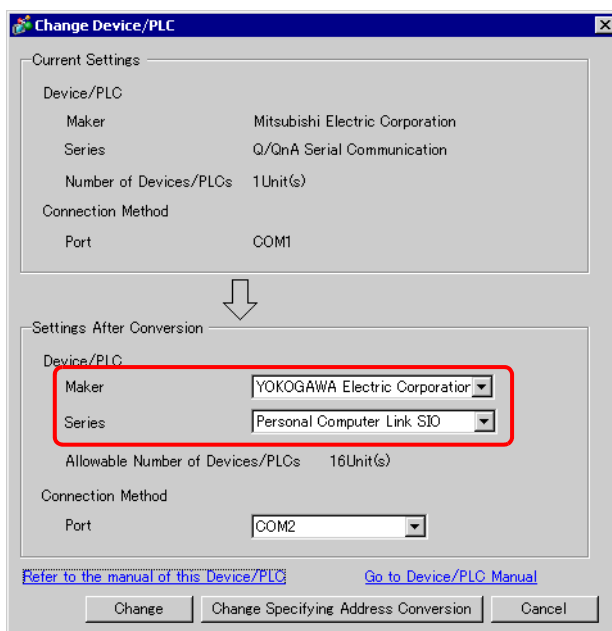 Change Device/PLC
Current Settings
Device/PLC
Maker Mitsubishi Electric Corporation
Series Q/QnA Serial Communication
Number of Devices/PLCs 1Unit(s)
Connection Method
Port COM1
Settings After Conversion
Device/PLC
Maker YOKOGAWA Electric Corporation
Series Personal Computer Link SIO
Allowable Number of Devices/PLCs 16Unit(s)
Connection Method
Port COM2
Refer to the manual of this Device/PLC Go to Device/PLC Manual
Change Change Specifying Address Conversion Cancel